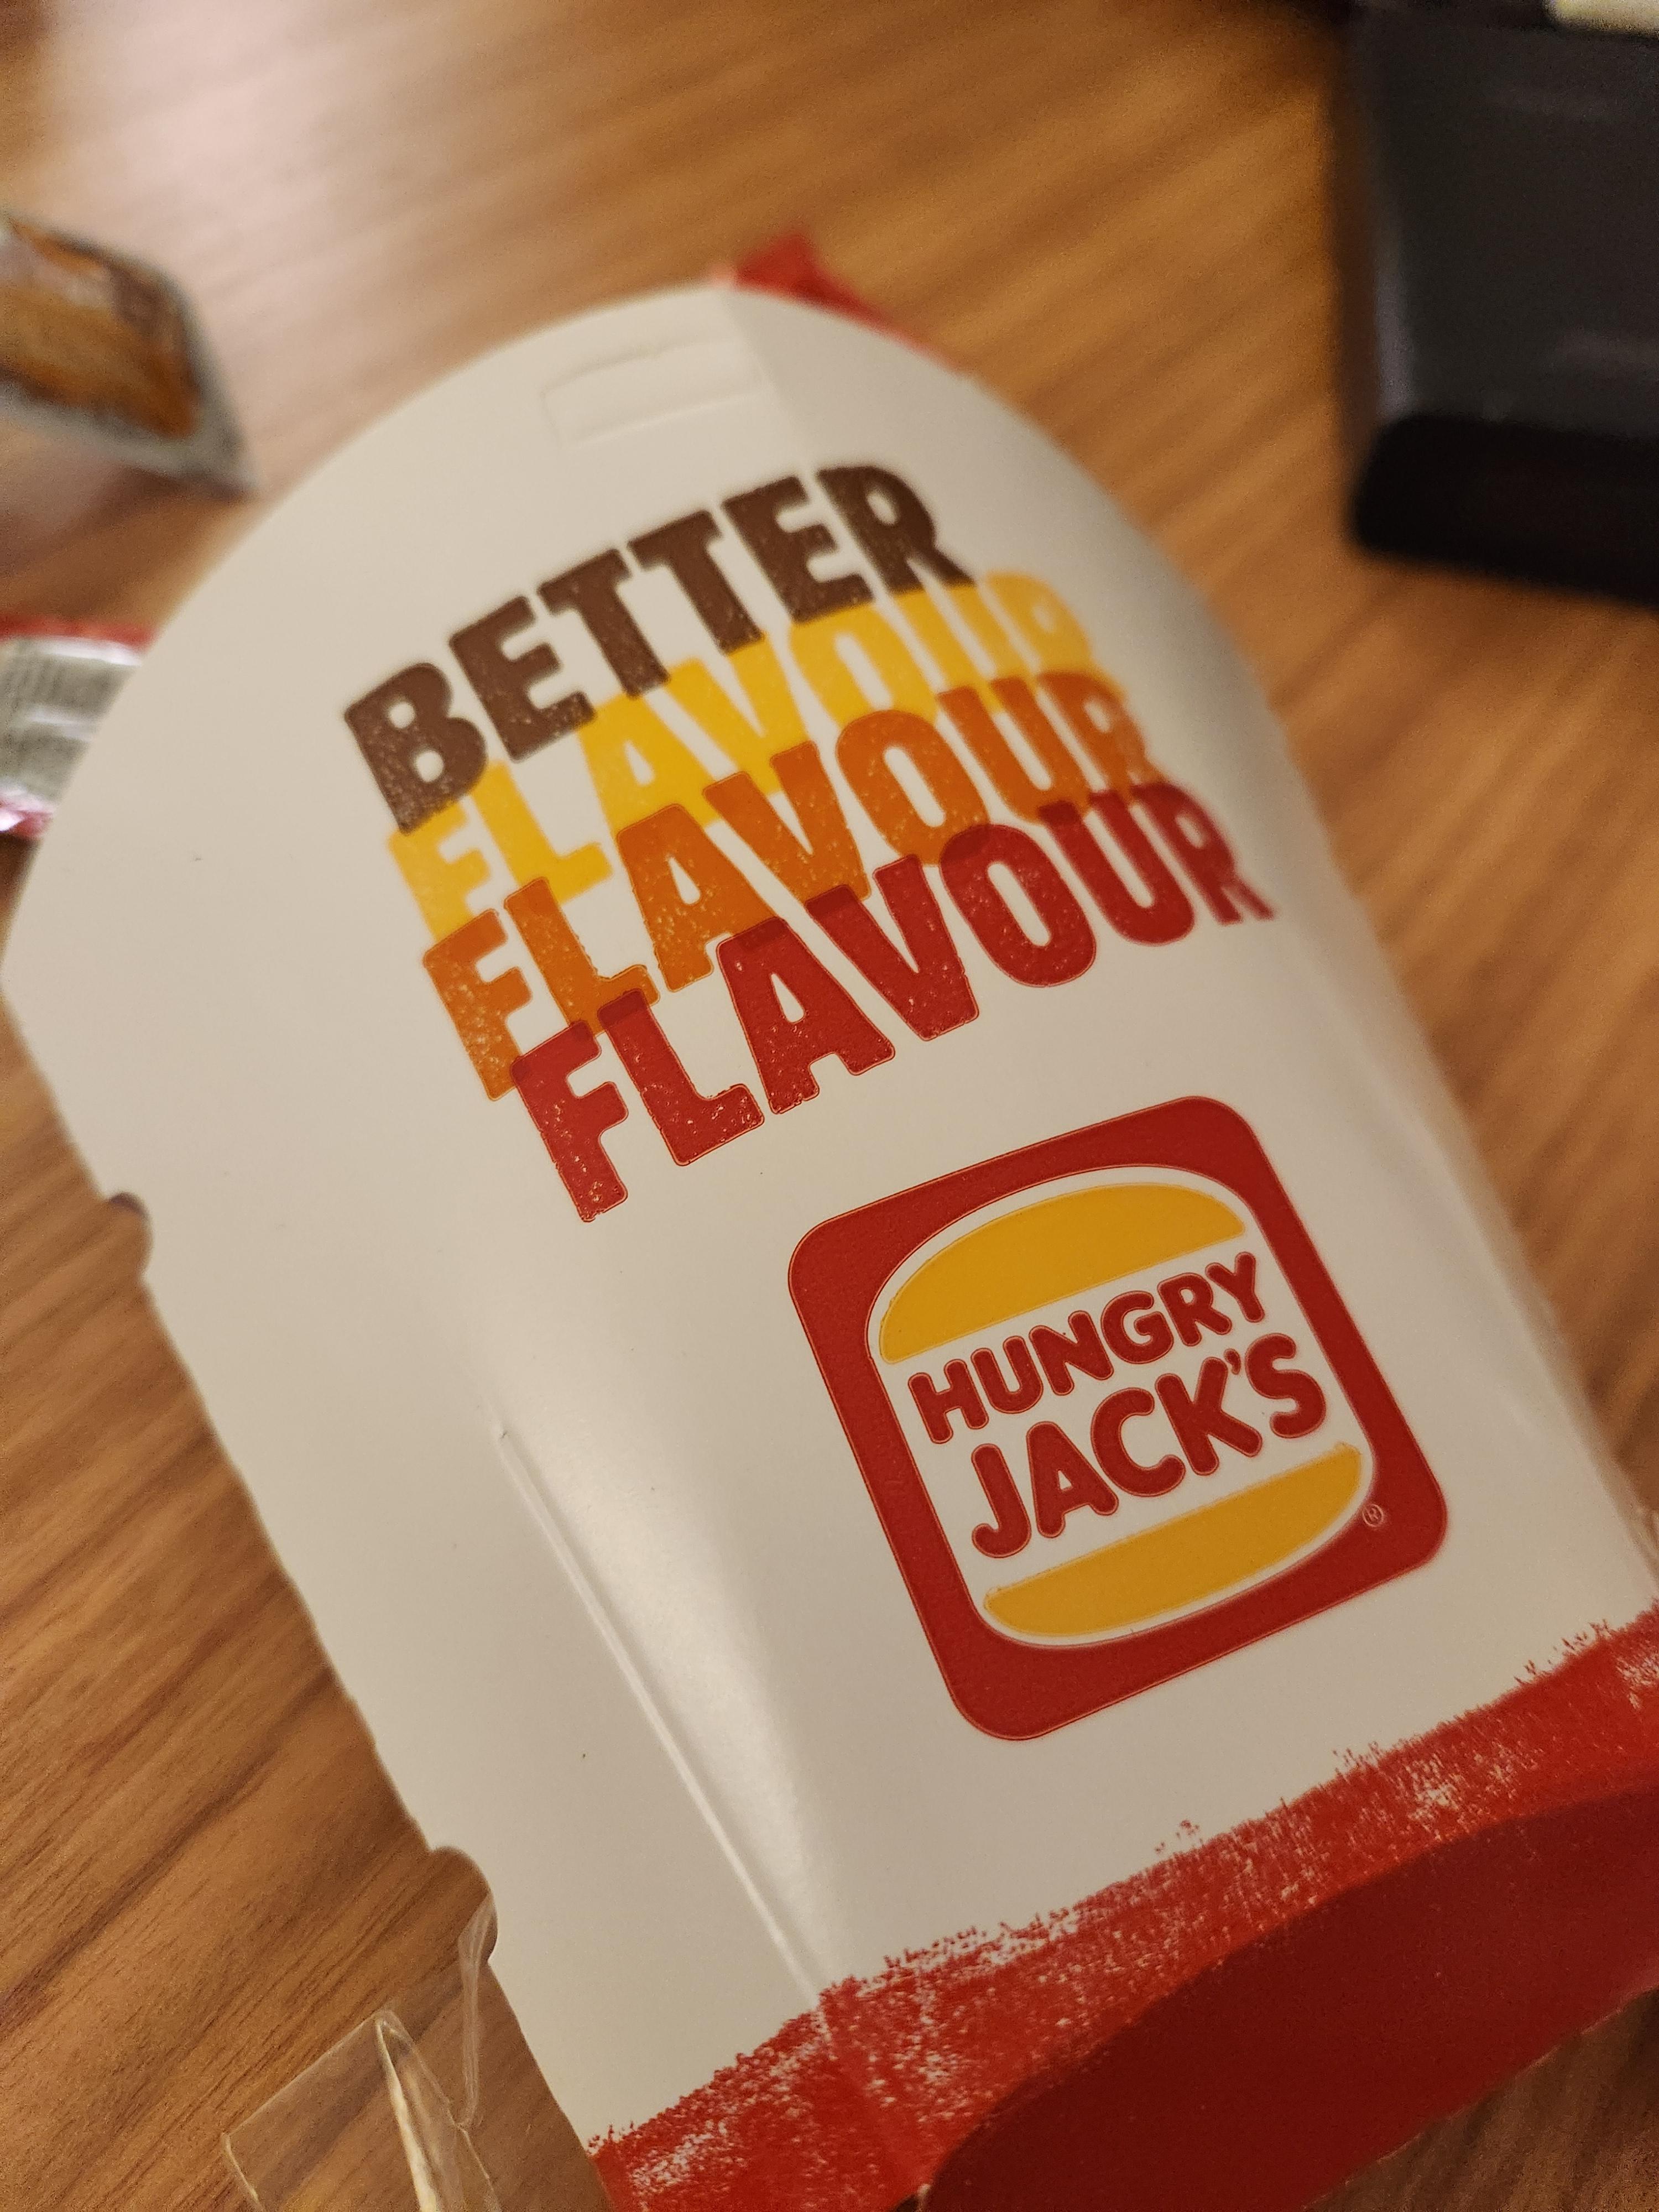 BETTER
FLAVOUR
FLAVOUR
FLAVOUR
HUNGRY
JACK'S
®